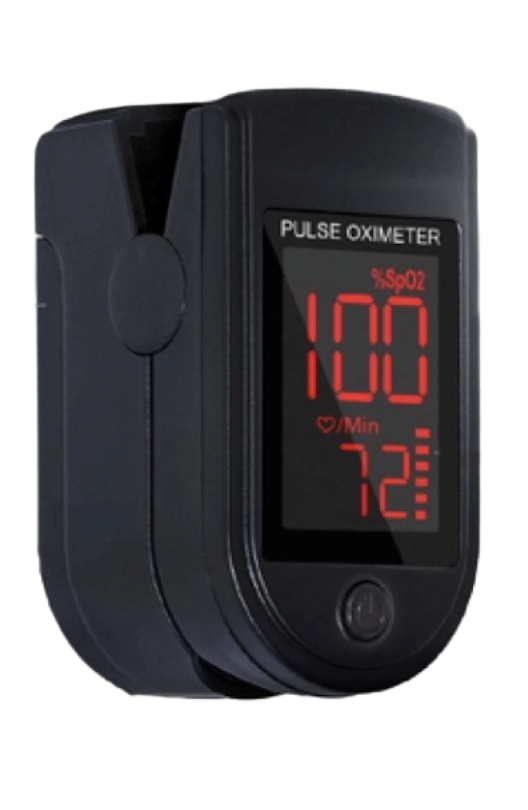 PULSE OXIMETER
%SpO2
100
♡/Min
72